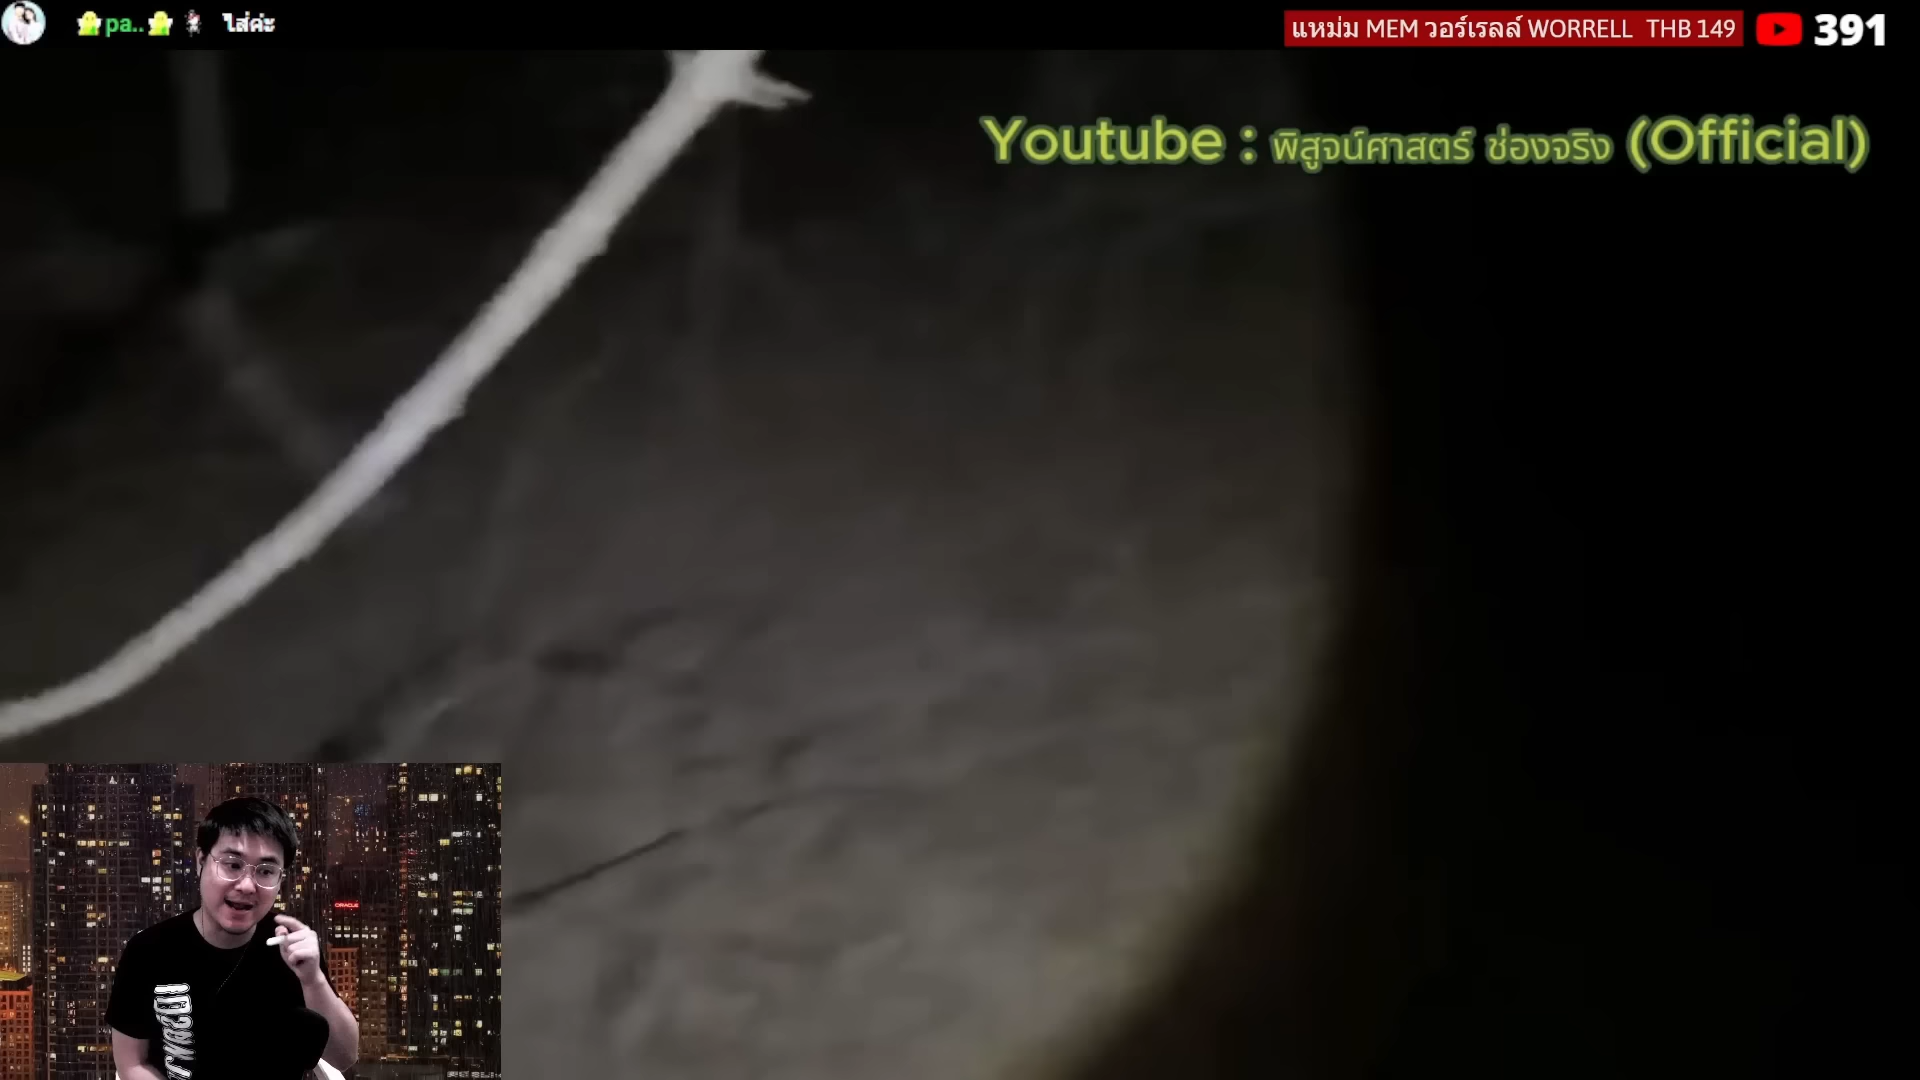 pa.. ใส่ค่ะ
แหม่ม MEM วอร์เรลล์ WORRELL THB 149
391
Youtube : พิสูจน์ศาสตร์ ช่องจริง (Official)
ORACLE